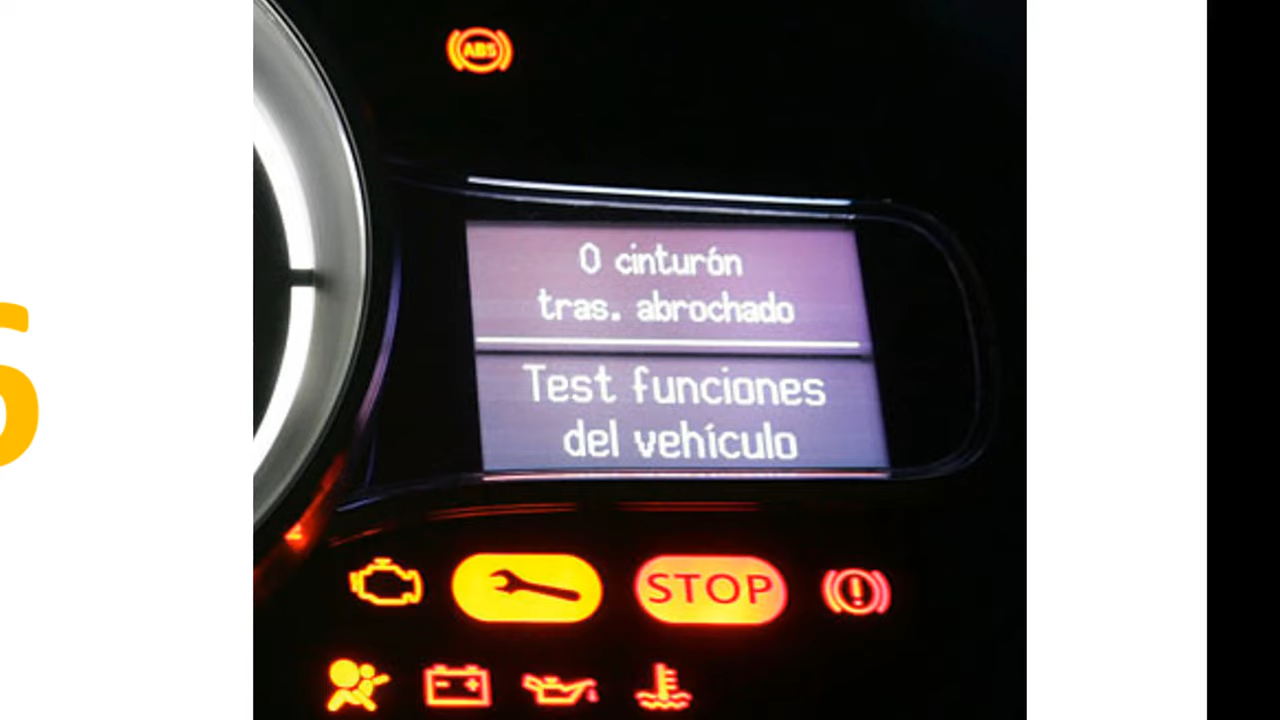 ABS
0 cinturón
tras. abrochado
Test funciones
del vehículo
STOP